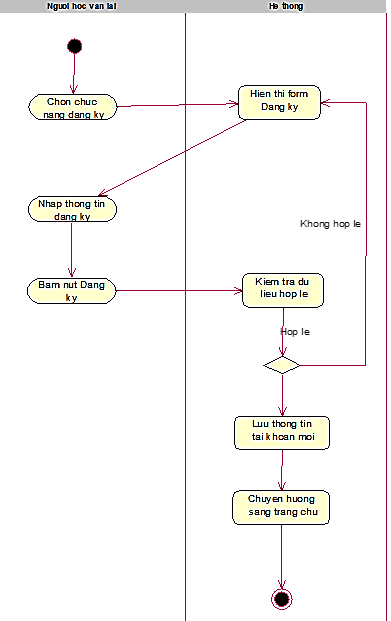 Nguoi hoc van lai
He thong
Chon chuc
nang dang ky
Hien thi form
Dang ky
Nhap thong tin
dang ky
Khong hop le
Bam nut Dang
ky
Kiem tra du
lieu hop le
Hop le
Luu thong tin
tai khoan moi
Chuyen huong
sang trang chu